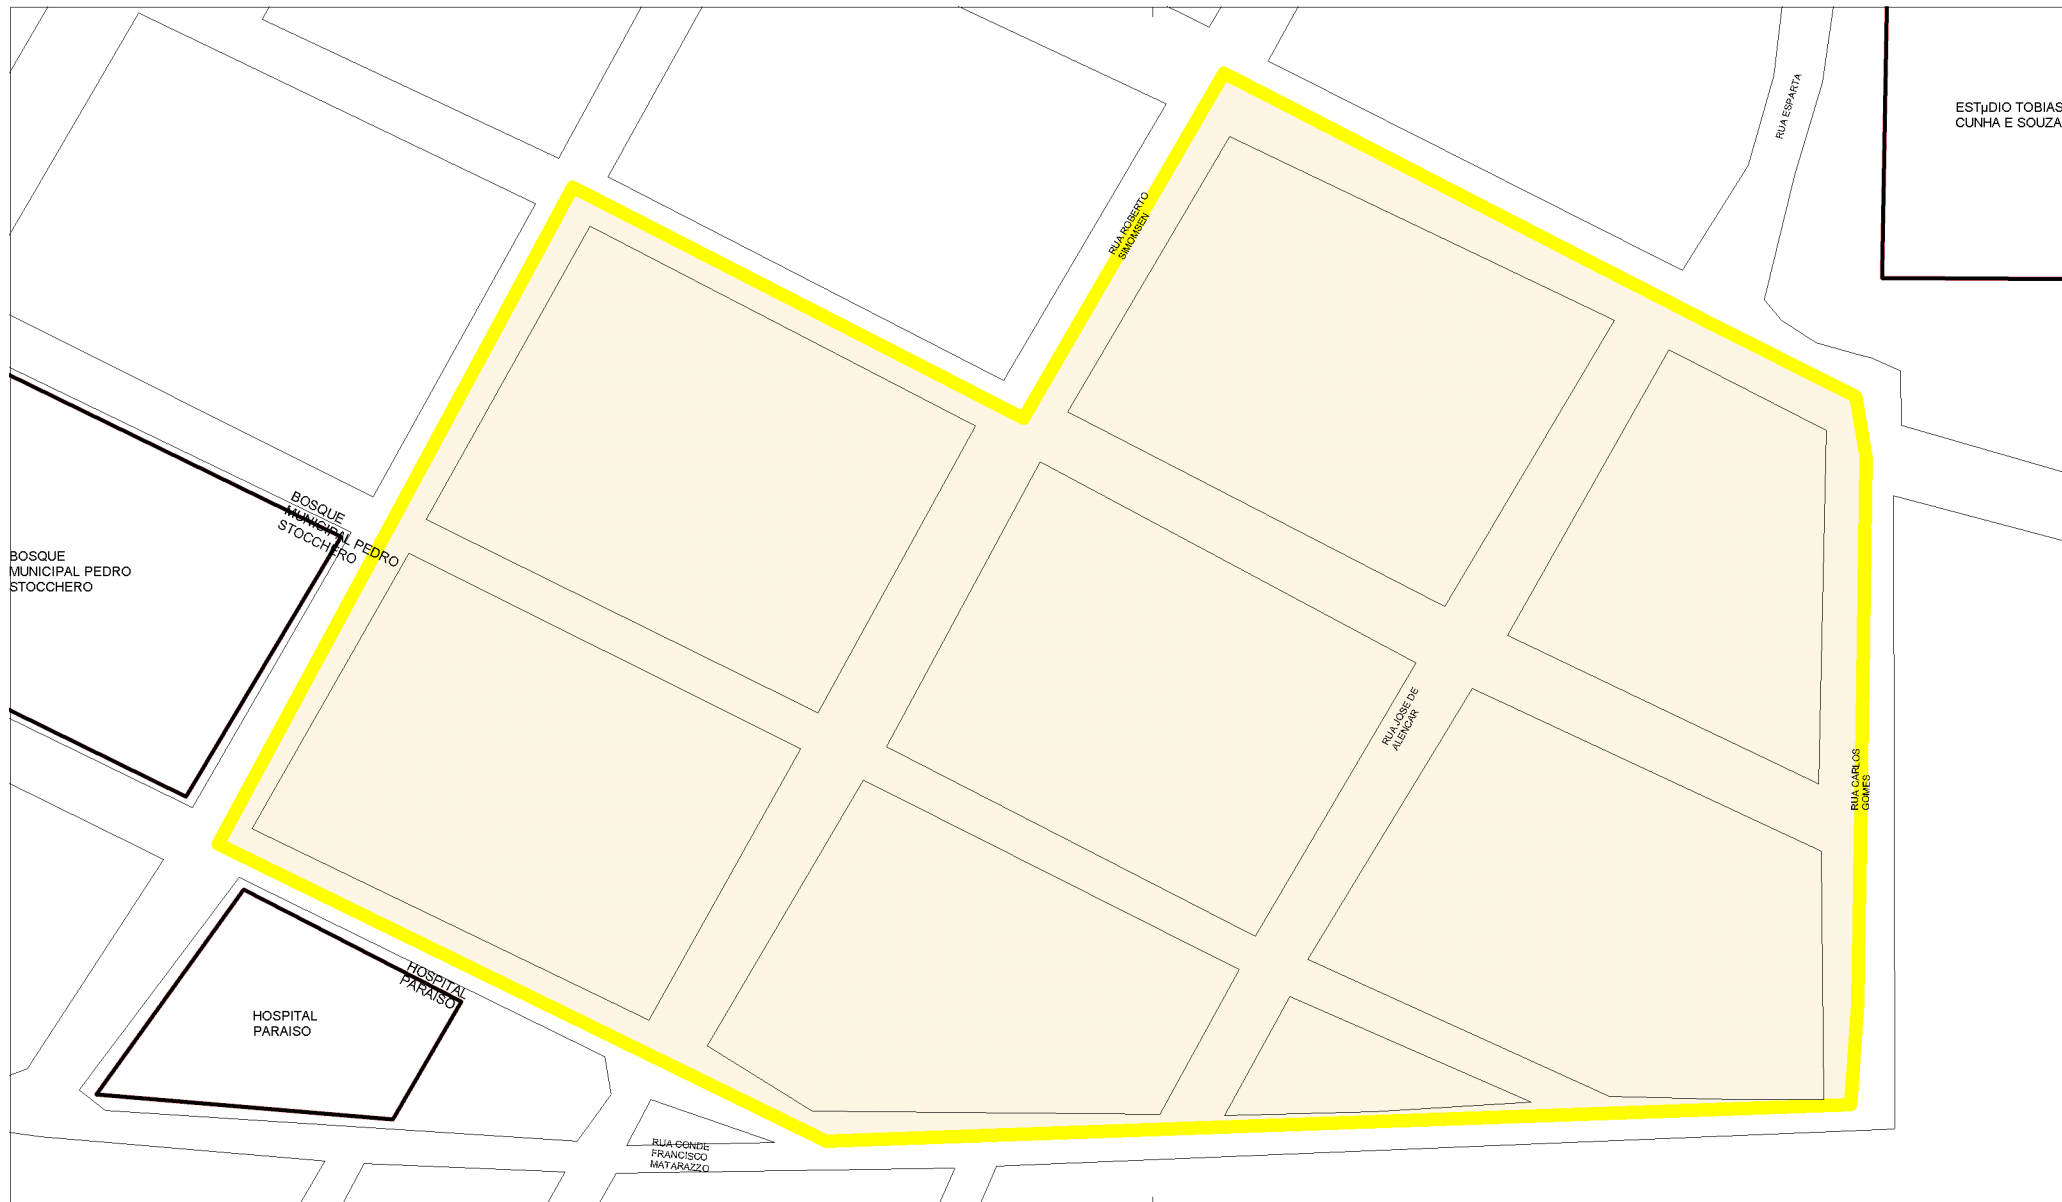 RUA ESPARTA
ESTµDIO TOBIAS
CUNHA E SOUZA
RUA ROBERTO
SIMOMSEN
BOSQUE
MUNICIPAL PEDRO
STOCCHERO
BOSQUE
MUNICIPAL PEDRO
STOCCHERO
RUA JOSE DE
ALENCAR
RUA CARLOS
GOMES
HOSPITAL
PARAISO
HOSPITAL
PARAISO
RUA CONDE
FRANCISCO
MATARAZZO